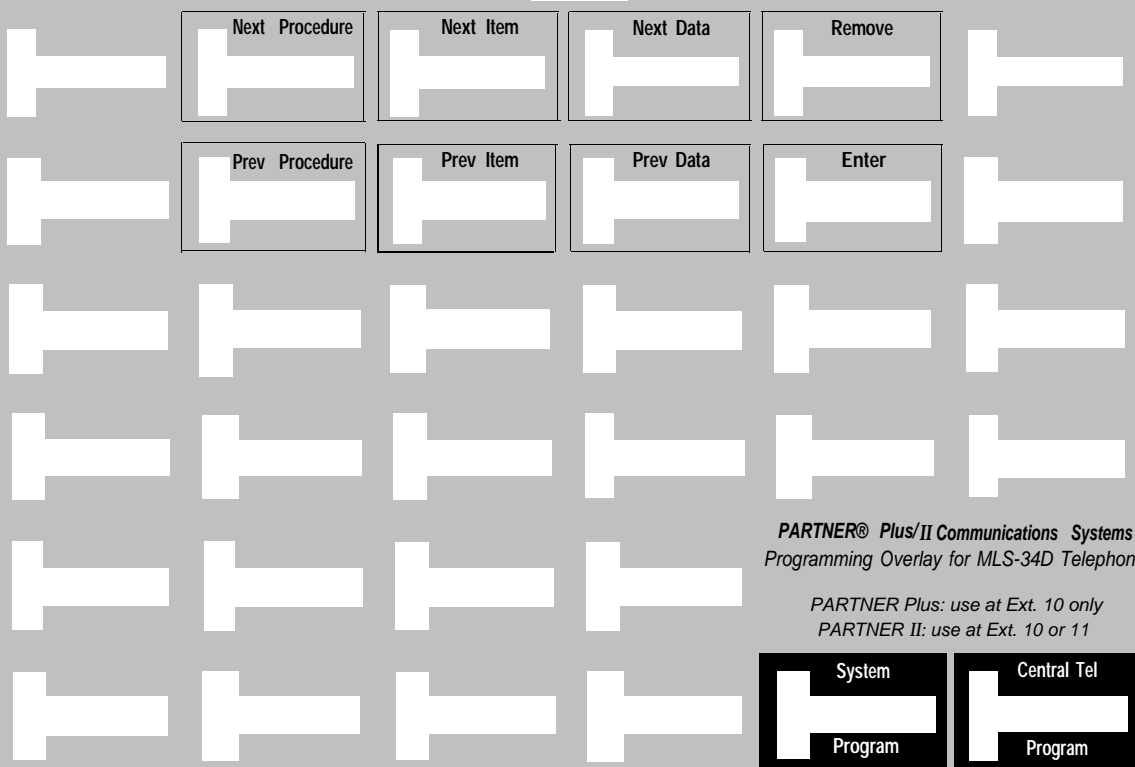 Next Procedure
Next Item
Next Data
Remove
Prev Procedure
Prev Item
Prev Data
Enter
PARTNER® Plus/II Communications Systems
Programming Overlay for MLS-34D Telephon
PARTNER Plus: use at Ext. 10 only
PARTNER II: use at Ext. 10 or 11
System
Program
Central Tel
Program